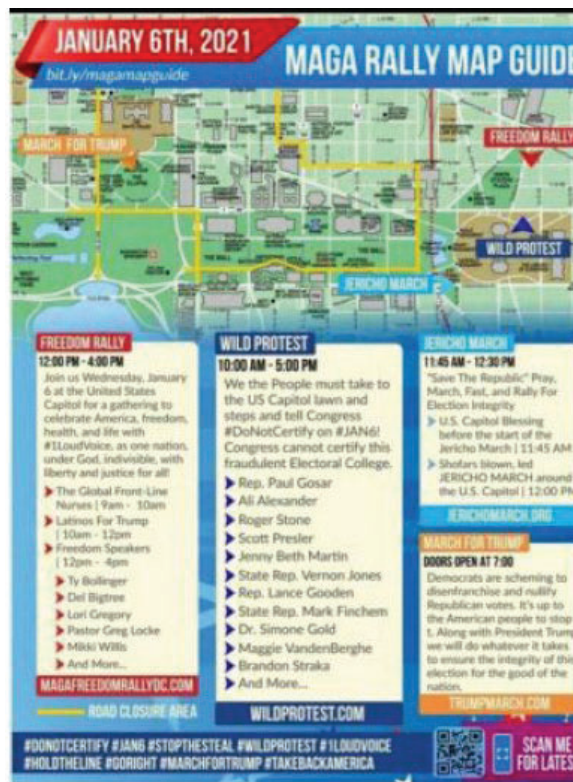 JANUARY 6TH, 2021
bit.ly/magamapguide
MAGA RALLY MAP GUIDE
MARCH FOR TRUMP
FREEDOM RALLY
WILD PROTEST
JERICHO MARCH
THE MALL
THE MALL
FREEDOM RALLY
12:00 PM - 4:00 PM
Join us Wednesday, January
6 at the United States
Capitol for a gathering to
celebrate America, freedom,
health, and life with
#1LoudVoice, as one nation,
under God, indivisible, with
liberty and justice for all!
The Global Front-Line
Nurses | 9am - 10am
Latinos For Trump
| 10am - 12pm
Freedom Speakers
| 12pm - 4pm
Ty Bollinger
Del Bigtree
Lori Gregory
Pastor Greg Locke
Mikki Willis
And More...
MAGAFREEDOMRALLYDC.COM
ROAD CLOSURE AREA
WILD PROTEST
10:00 AM - 5:00 PM
We the People must take to
the US Capitol lawn and
steps and tell Congress
#DoNotCertify on #JAN6!
Congress cannot certify this
fraudulent Electoral College.
Rep. Paul Gosar
Ali Alexander
Roger Stone
Scott Presler
Jenny Beth Martin
State Rep. Vernon Jones
Rep. Lance Gooden
State Rep. Mark Finchem
Dr. Simone Gold
Maggie VandenBerghe
Brandon Straka
And More...
WILDPROTEST.COM
JERICHO MARCH
11:45 AM - 12:30 PM
"Save The Republic" Pray,
March, Fast, and Rally For
Election Integrity
U.S. Capitol Blessing
before the start of the
Jericho March | 11:45 AM
Shofars blown, led
JERICHO MARCH around
the U.S. Capitol | 12:00 PM
JERICHOMARCH.ORG
MARCH FOR TRUMP
DOORS OPEN AT 7:00
Democrats are scheming to
disenfranchise and nullify
Republican votes. It's up to
the American people to stop
t. Along with President Trump
we will do whatever it takes
to ensure the integrity of this
election for the good of the
nation.
TRUMPMARCH.COM
#DONOTCERTIFY #JAN6 #STOPTHESTEAL #WILDPROTEST #1LOUDVOICE
#HOLDTHELINE #GORIGHT #MARCHFORTRUMP #TAKEBACKAMERICA
SCAN ME
FOR LATES